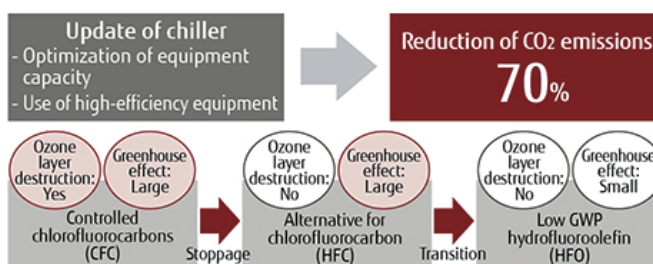 Update of chiller
- Optimization of equipment
capacity
- Use of high-efficiency equipment
Reduction of CO2 emissions
70%
Ozone
layer
destruction:
Yes
Greenhouse
effect:
Large
Controlled
chlorofluorocarbons
(CFC)
Stoppage
Ozone
layer
destruction:
No
Greenhouse
effect:
Large
Alternative for
chlorofluorocarbon
(HFC)
Transition
Ozone
layer
destruction:
No
Greenhouse
effect:
Small
Low GWP
hydrofluoroolefin
(HFO)